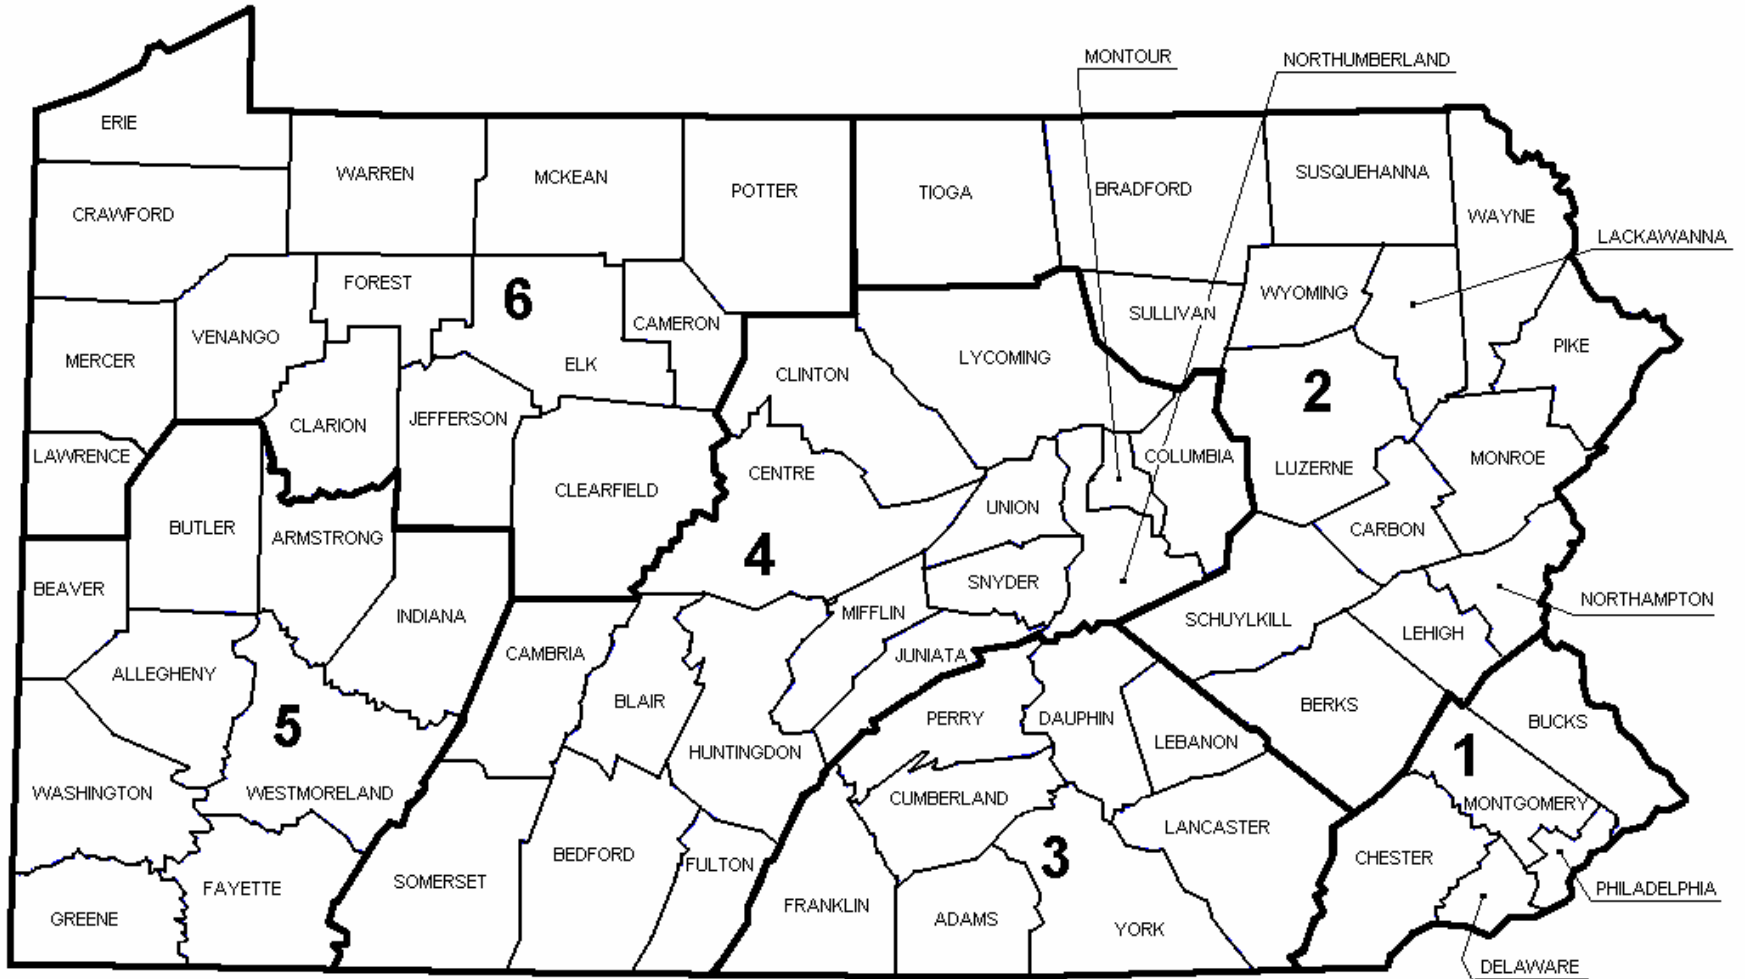 MONTOUR
NORTHUMBERLAND
ERIE
WARREN
MCKEAN
POTTER
TIOGA
BRADFORD
SUSQUEHANNA
CRAWFORD
WAYNE
LACKAWANNA
FOREST
6
WYOMING
VENANGO
CAMERON
SULLIVAN
MERCER
ELK
CLINTON
LYCOMING
PIKE
2
CLARION
JEFFERSON
LAWRENCE
CENTRE
COLUMBIA
LUZERNE
MONROE
CLEARFIELD
UNION
BUTLER
ARMSTRONG
CARBON
4
BEAVER
SNYDER
NORTHAMPTON
INDIANA
MIFFLIN
SCHUYLKILL
LEHIGH
CAMBRIA
JUNIATA
ALLEGHENY
BLAIR
PERRY
DAUPHIN
BERKS
BUCKS
5
HUNTINGDON
LEBANON
1
WASHINGTON
WESTMORELAND
CUMBERLAND
MONTGOMERY
LANCASTER
BEDFORD
FULTON
3
CHESTER
SOMERSET
FAYETTE
PHILADELPHIA
GREENE
FRANKLIN
ADAMS
YORK
DELAWARE